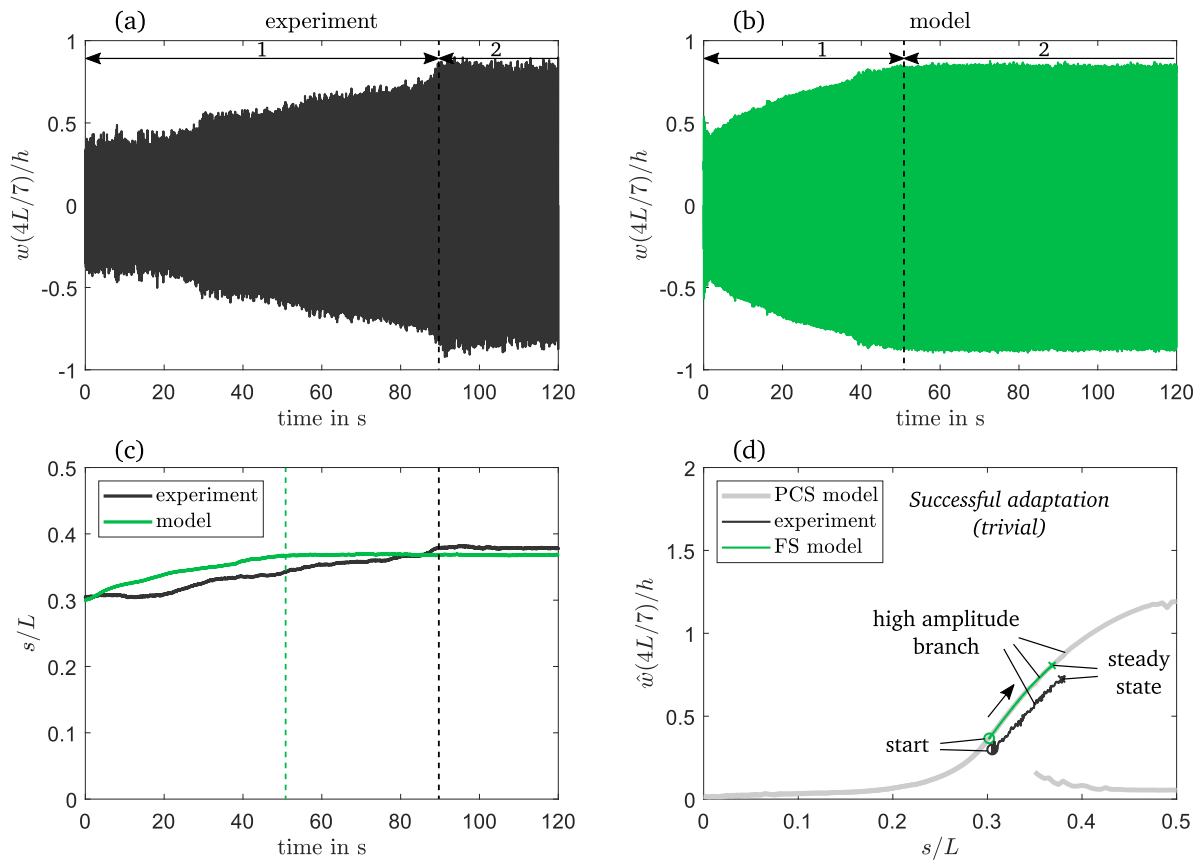 (a) experiment
1 2
1
0.5
0
-0.5
-1
w(4L/7)/h
0 20 40 60 80 100 120
time in s
(b) model
1 2
1
0.5
0
-0.5
-1
w(4L/7)/h
0 20 40 60 80 100 120
time in s
(c)
0.5
0.4
0.3
0.2
0.1
0
s/L
experiment
model
0 20 40 60 80 100 120
time in s
(d)
2
1.5
1
0.5
0
ŵ(4L/7)/h
PCS model
experiment
FS model
Successful adaptation
(trivial)
high amplitude
branch
steady
state
start
0 0.1 0.2 0.3 0.4 0.5
s/L